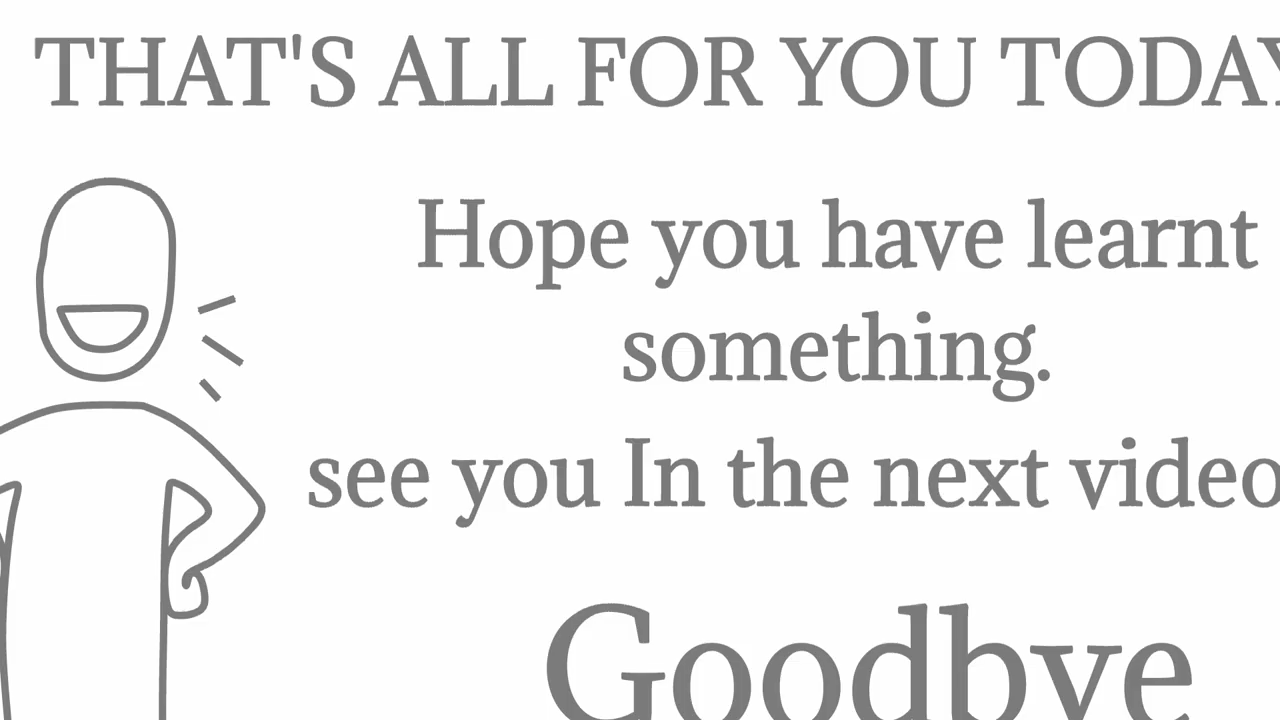 THAT'S ALL FOR YOU TODAY
Hope you have learnt
something.
see you In the next video
Goodbye